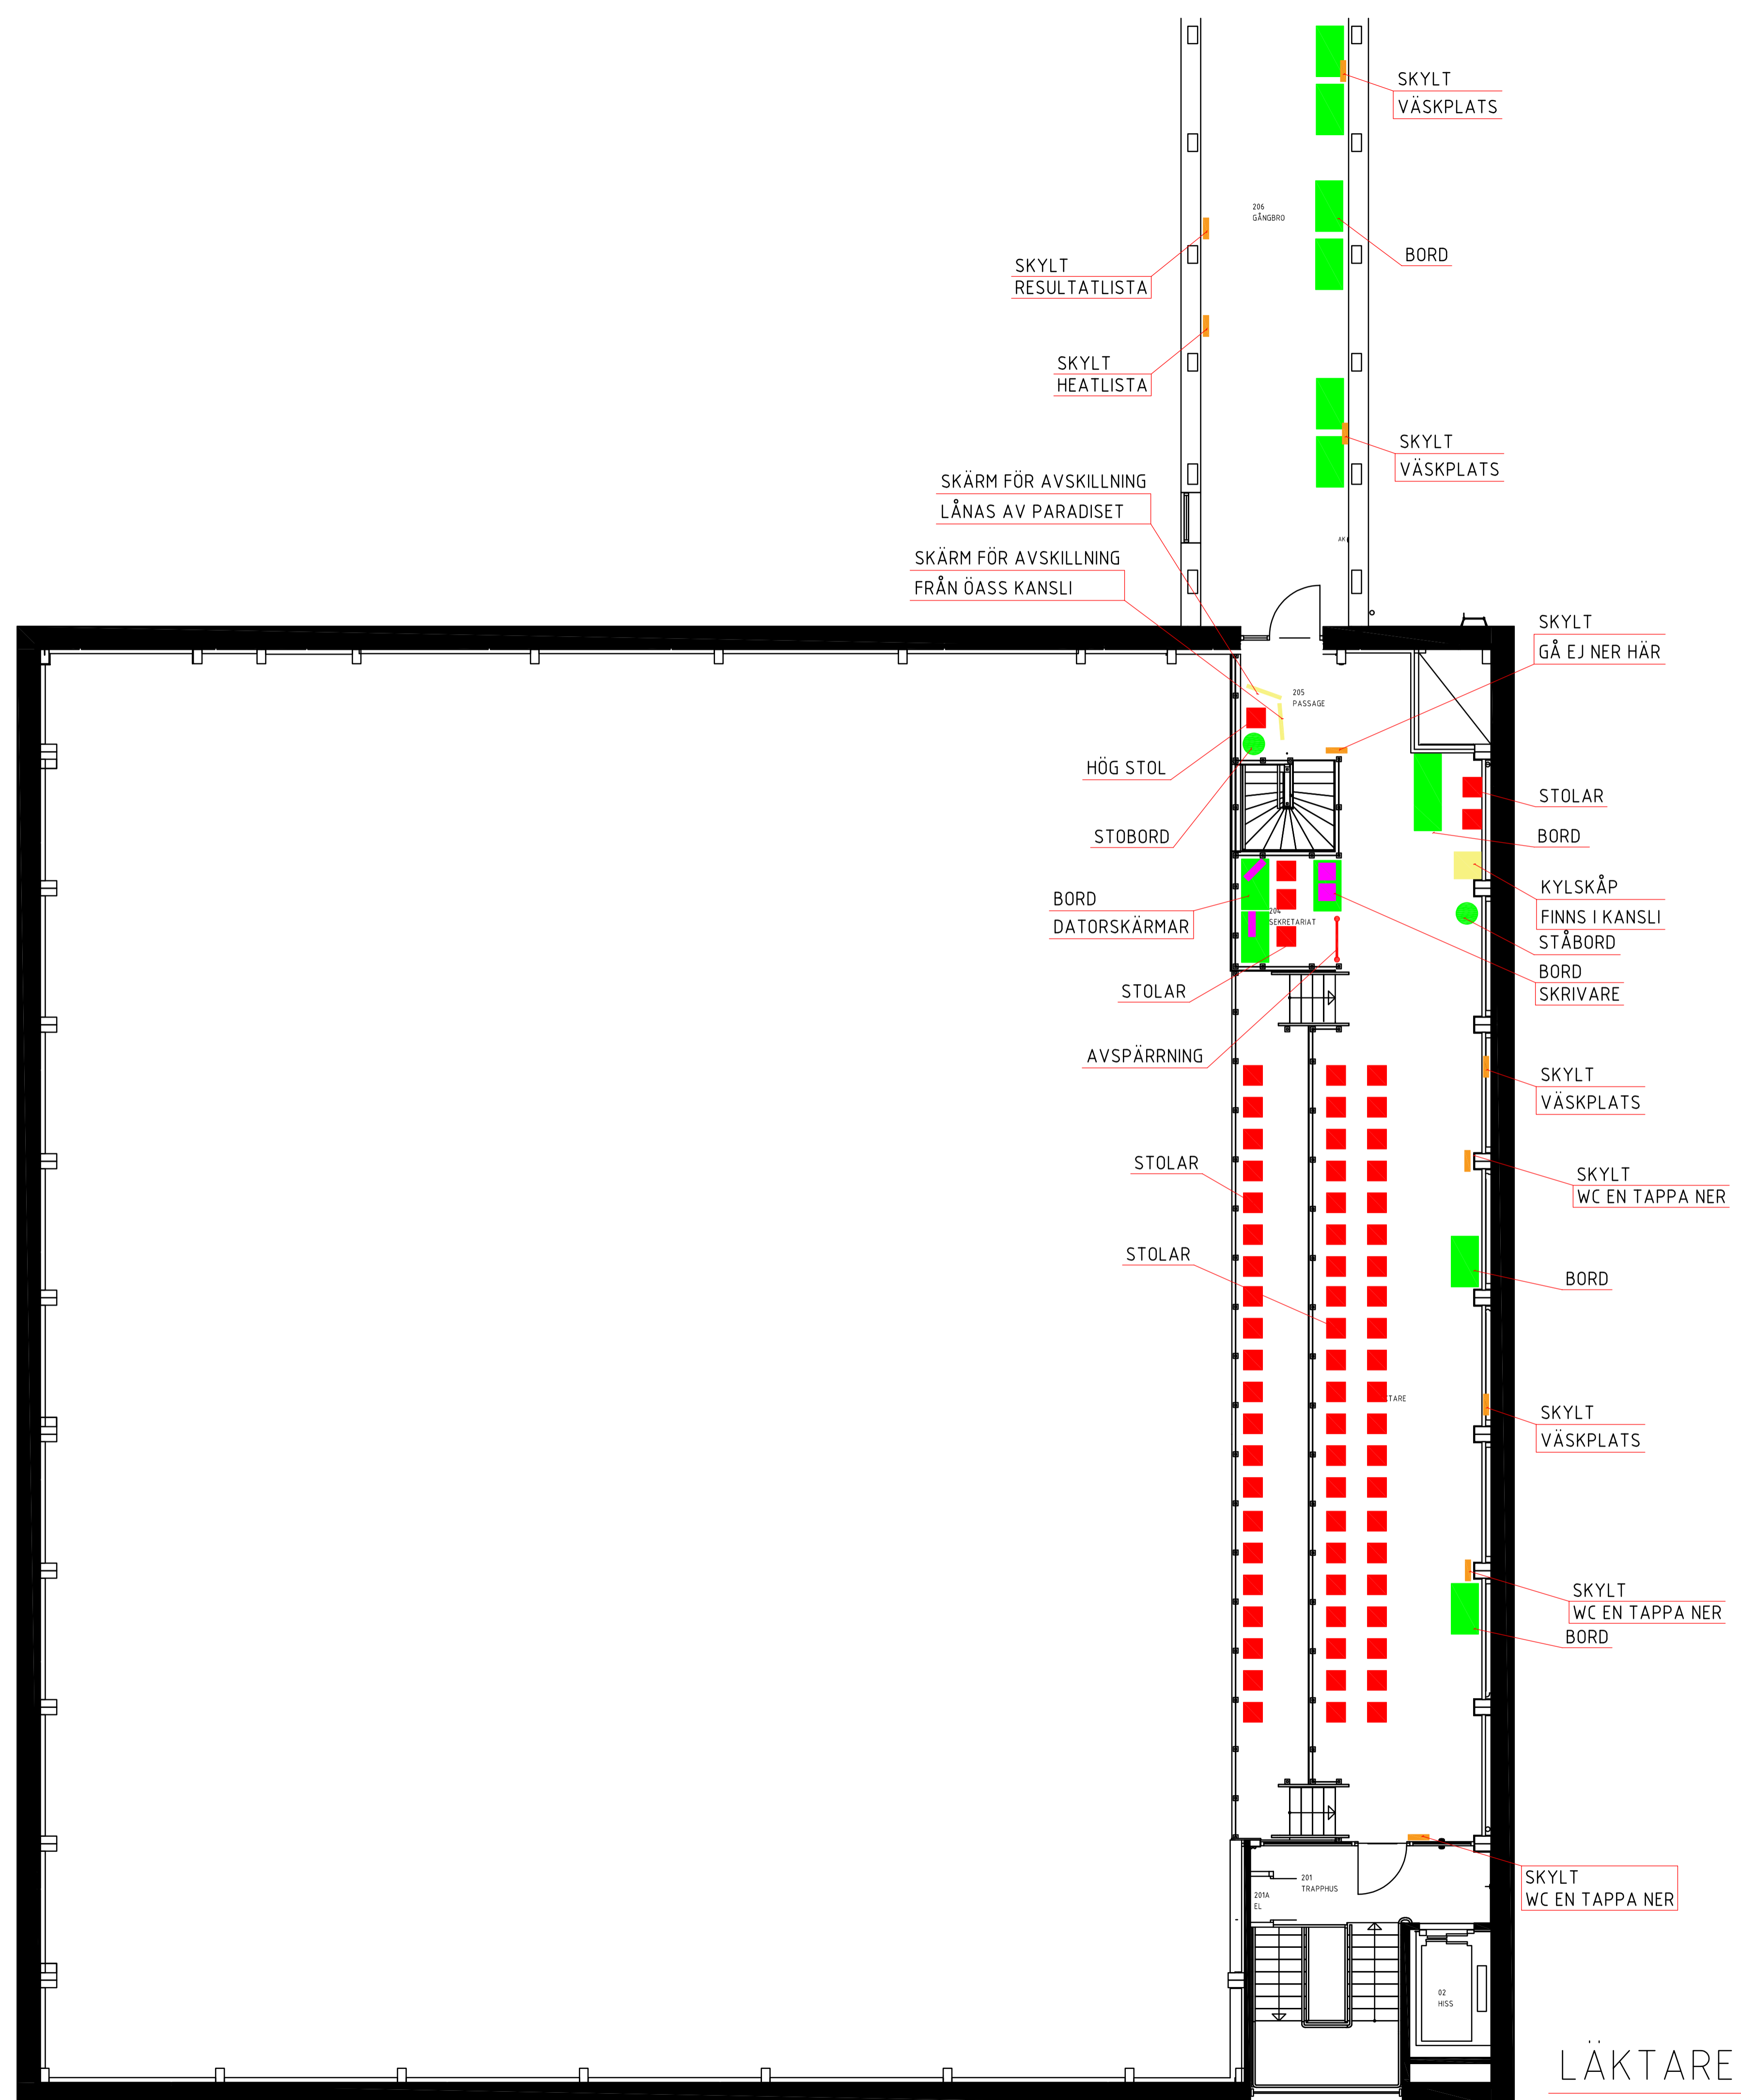 SKYLT
VÄSKPLATS
206
GÅNGBRO
BORD
SKYLT
RESULTATLISTA
SKYLT
HEATLISTA
SKYLT
VÄSKPLATS
SKÄRM FÖR AVSKILLNING
LÅNAS AV PARADISET
AK
SKÄRM FÖR AVSKILLNING
FRÅN ÖASS KANSLI
SKYLT
GÅ EJ NER HÄR
205
PASSAGE
HÖG STOL
STOLAR
STOBORD
BORD
KYLSKÅP
FINNS I KANSLI
BORD
DATORSKÄRMAR
204
SEKRETARIAT
STÅBORD
BORD
SKRIVARE
STOLAR
AVSPÄRRNING
SKYLT
VÄSKPLATS
STOLAR
SKYLT
WC EN TAPPA NER
STOLAR
BORD
TARE
SKYLT
VÄSKPLATS
SKYLT
WC EN TAPPA NER
BORD
SKYLT
WC EN TAPPA NER
201
TRAPPHUS
201A
EL
02
HISS
LÄKTARE